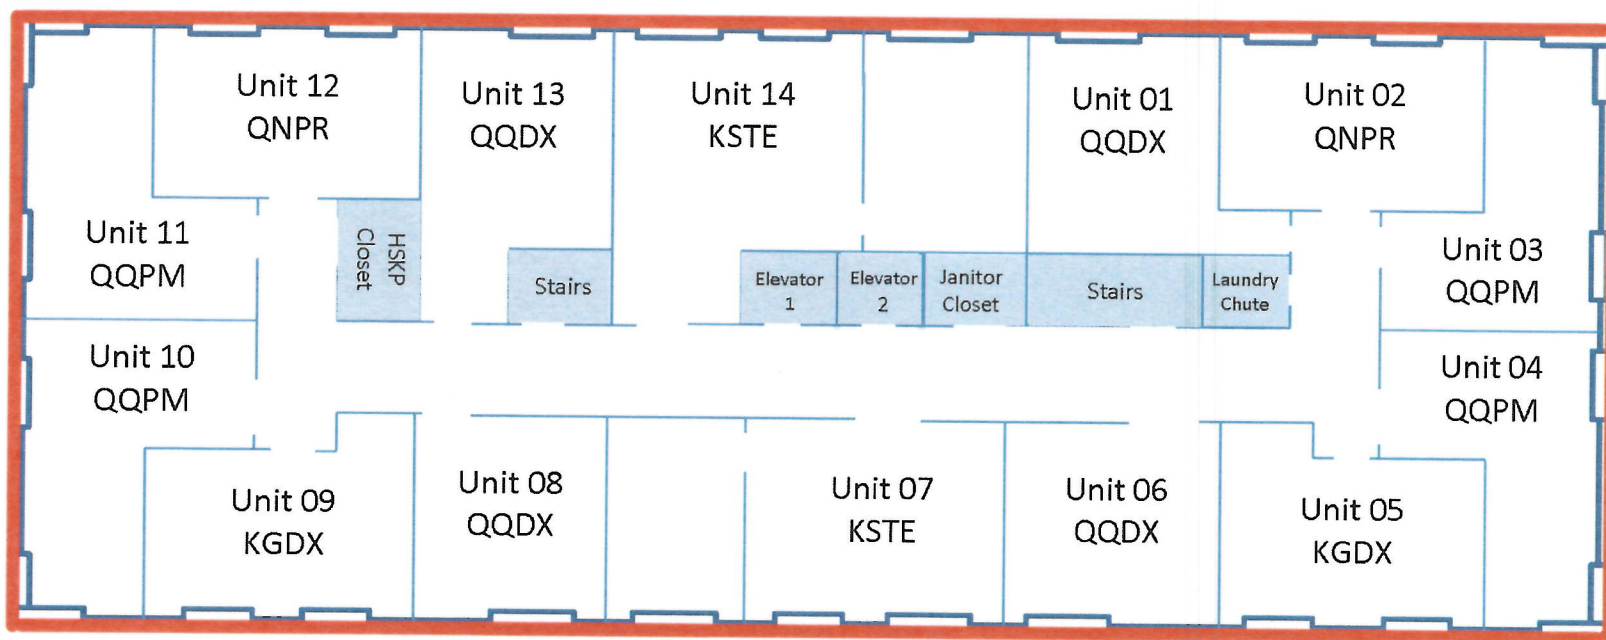 Unit 12
QNPR
Unit 13
QQDX
Unit 14
KSTE
Unit 01
QQDX
Unit 02
QNPR
Unit 11
QQPM
HSKP
Closet
Stairs
Elevator
1
Elevator
2
Janitor
Closet
Stairs
Laundry
Chute
Unit 03
QQPM
Unit 10
QQPM
Unit 04
QQPM
Unit 09
KGDX
Unit 08
QQDX
Unit 07
KSTE
Unit 06
QQDX
Unit 05
KGDX